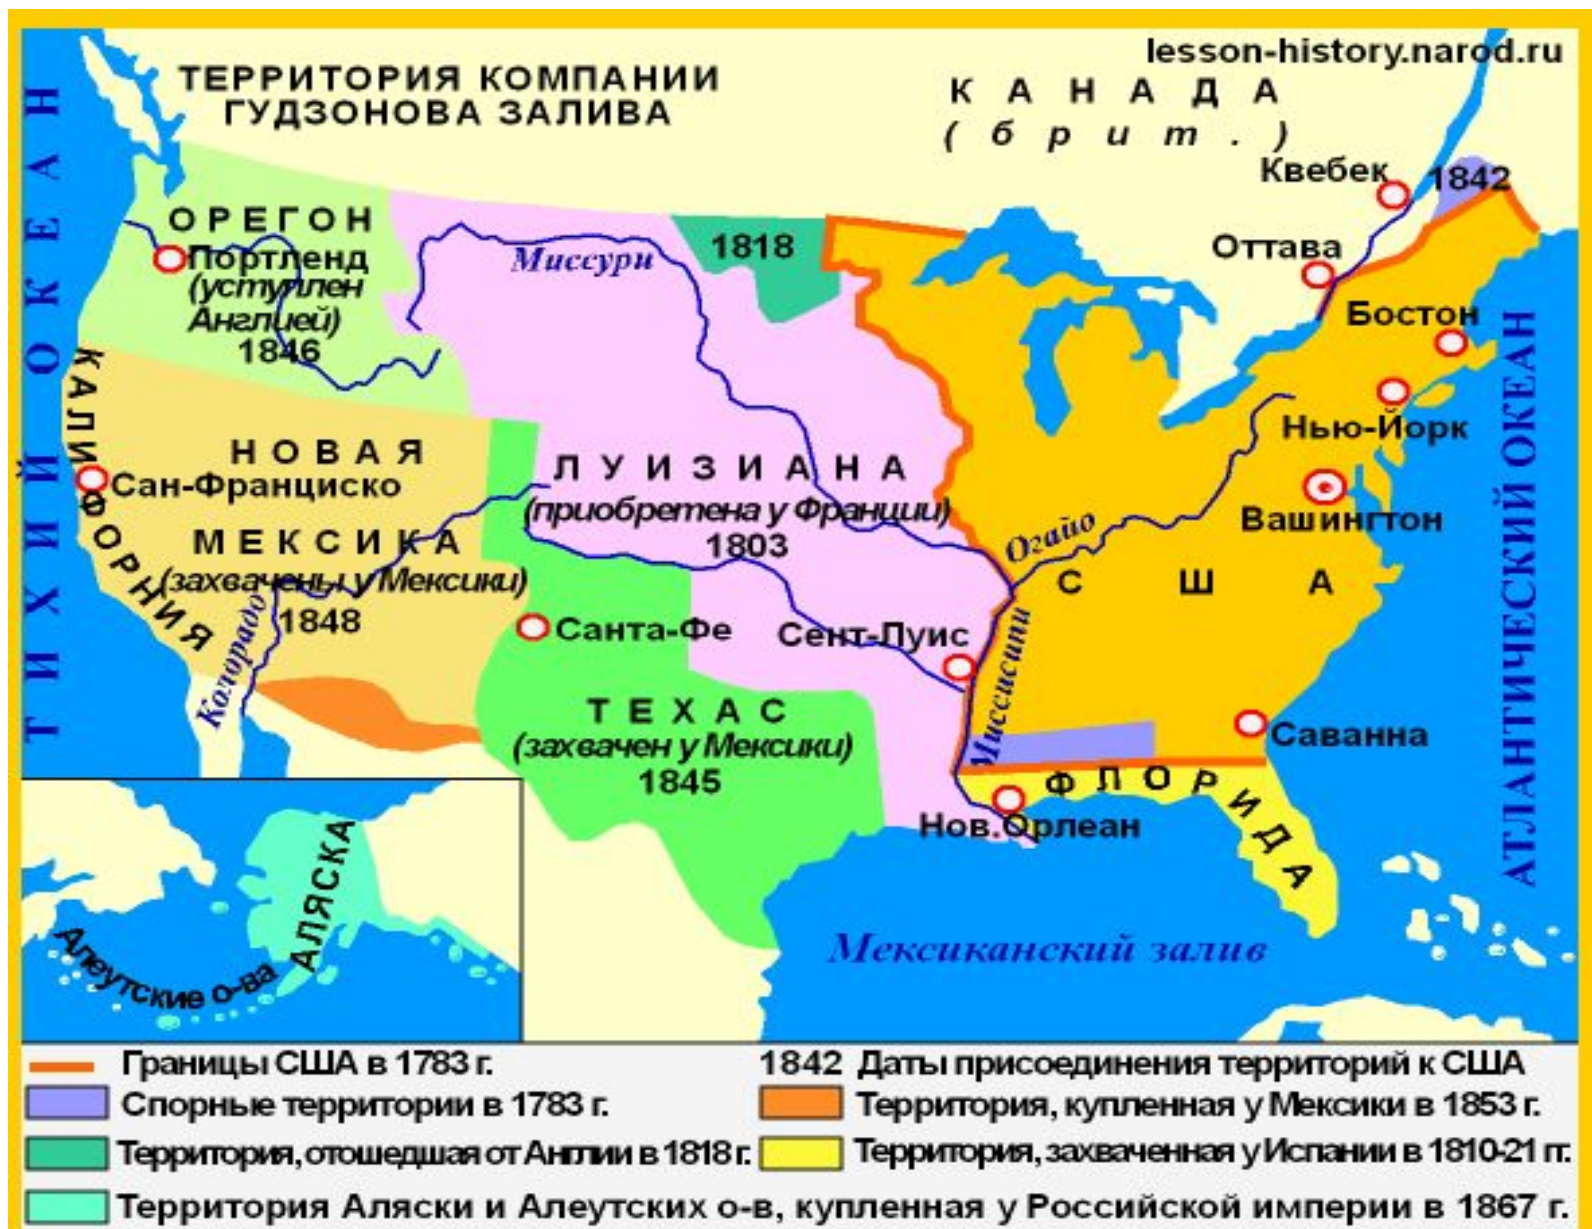 lesson-history.narod.ru
ТЕРРИТОРИЯ КОМПАНИИ
ГУДЗОНОВА ЗАЛИВА
КАНАДА
(брит.)
Квебек
1842
ОРЕГОН
Портленд
(уступлен
Англией)
1846
Миссури
1818
Оттава
Бостон
Нью-Йорк
Вашингтон
ТИХИЙ ОКЕАН
КАЛИФОРНИЯ
НОВАЯ
Сан-Франциско
МЕКСИКА
(захвачены у Мексики)
1848
Колорадо
ЛУИЗИАНА
(приобретена у Франции)
1803
Огайо
США
Санта-Фе
Сент-Луис
Миссисипи
ТЕХАС
(захвачен у Мексики)
1845
Саванна
ФЛОРИДА
Нов.Орлеан
АТЛАНТИЧЕСКИЙ ОКЕАН
Мексиканский залив
АЛЯСКА
Алеутские о-ва
Границы США в 1783 г.
1842 Даты присоединения территорий к США
Спорные территории в 1783 г.
Территория, купленная у Мексики в 1853 г.
Территория, отошедшая от Англии в 1818 г.
Территория, захваченная у Испании в 1810-21 гг.
Территория Аляски и Алеутских о-в, купленная у Российской империи в 1867 г.